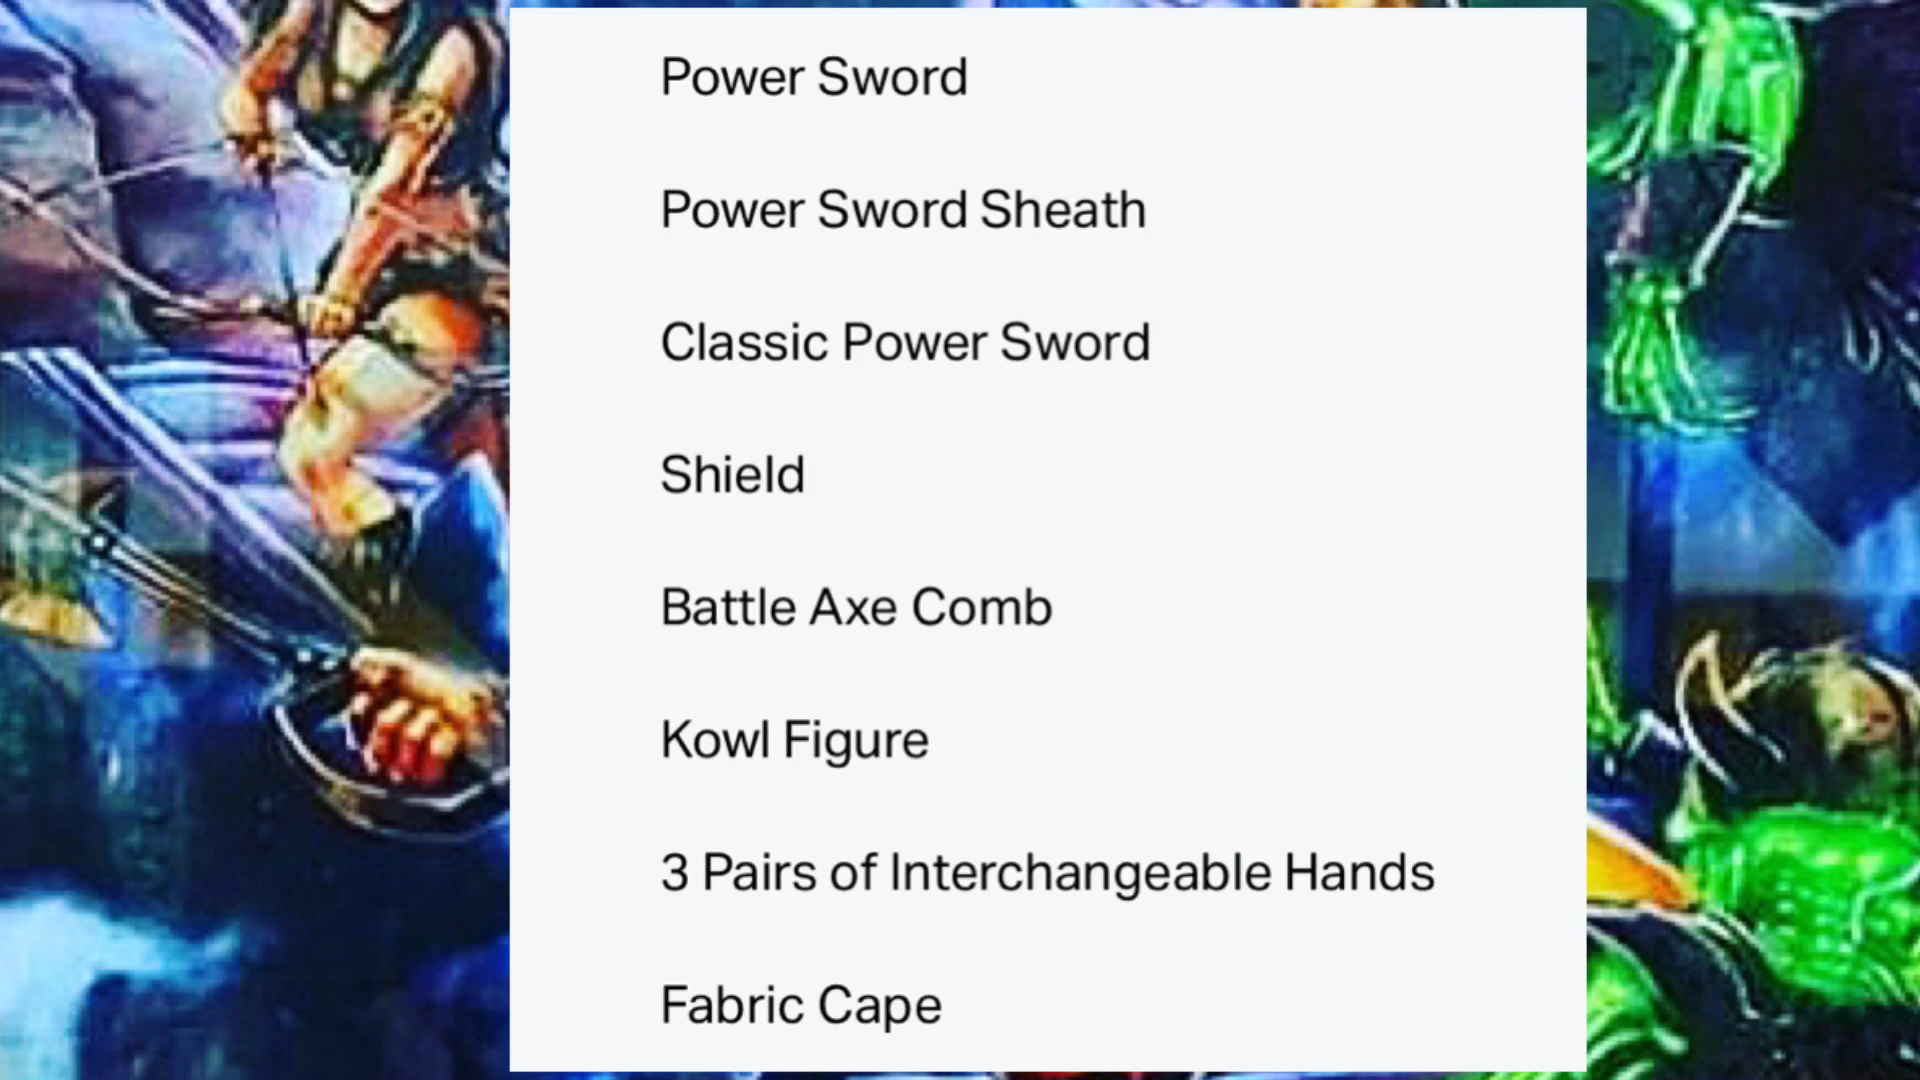 Power Sword
Power Sword Sheath
Classic Power Sword
Shield
Battle Axe Comb
Kowl Figure
3 Pairs of Interchangeable Hands
Fabric Cape